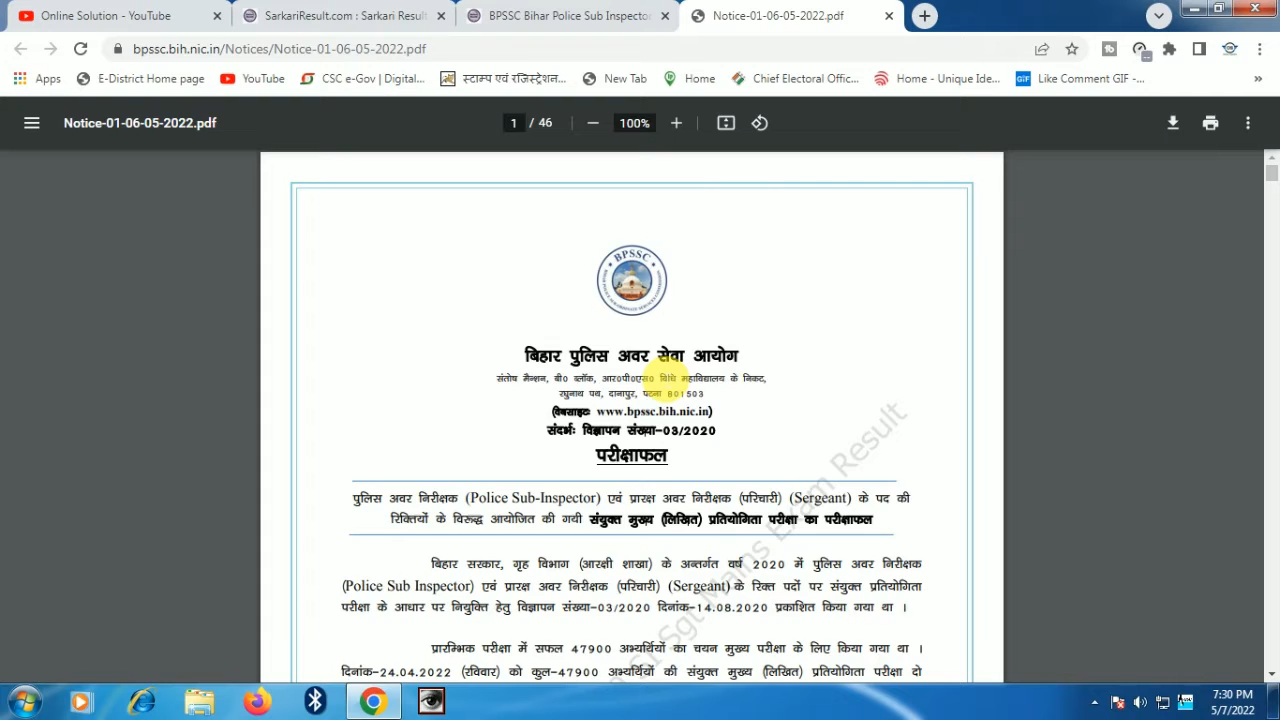 Online Solution - YouTube
SarkariResult.com : Sarkari Result
BPSSC Bihar Police Sub Inspector
Notice-01-06-05-2022.pdf
bpssc.bih.nic.in/Notices/Notice-01-06-05-2022.pdf
Apps
E-District Home page
YouTube
CSC e-Gov | Digital...
स्टाम्प एवं रजिस्ट्रेशन...
New Tab
Home
Chief Electoral Offic...
Home - Unique Ide...
GIF
Like Comment GIF -...
»
Notice-01-06-05-2022.pdf
1 / 46
100%
BPSSC
बिहार पुलिस अवर सेवा आयोग
संतोष मैन्शन, बी० ब्लॉक, आर०पी०एस० विधि महाविद्यालय के निकट,
रघुनाथ पथ, दानापुर, पटना 801503
(वेबसाइटः www.bpssc.bih.nic.in)
संदर्भः विज्ञापन संख्या-03/2020
परीक्षाफल
पुलिस अवर निरीक्षक (Police Sub-Inspector) एवं प्रारक्ष अवर निरीक्षक (परिचारी) (Sergeant) के पद की
रिक्तियों के विरूद्ध आयोजित की गयी संयुक्त मुख्य (लिखित) प्रतियोगिता परीक्षा का परीक्षाफल
बिहार सरकार, गृह विभाग (आरक्षी शाखा) के अन्तर्गत वर्ष 2020 में पुलिस अवर निरीक्षक
(Police Sub Inspector) एवं प्रारक्ष अवर निरीक्षक (परिचारी) (Sergeant) के रिक्त पदों पर संयुक्त प्रतियोगिता
परीक्षा के आधार पर नियुक्ति हेतु विज्ञापन संख्या-03/2020 दिनांक-14.08.2020 प्रकाशित किया गया था ।
प्रारम्भिक परीक्षा में सफल 47900 अभ्यर्थियों का चयन मुख्य परीक्षा के लिए किया गया था ।
दिनांक-24.04.2022 (रविवार) को कुल-47900 अभ्यर्थियों की संयुक्त मुख्य (लिखित) प्रतियोगिता परीक्षा दो
Sgt Mains Exam Result
7:30 PM
5/7/2022